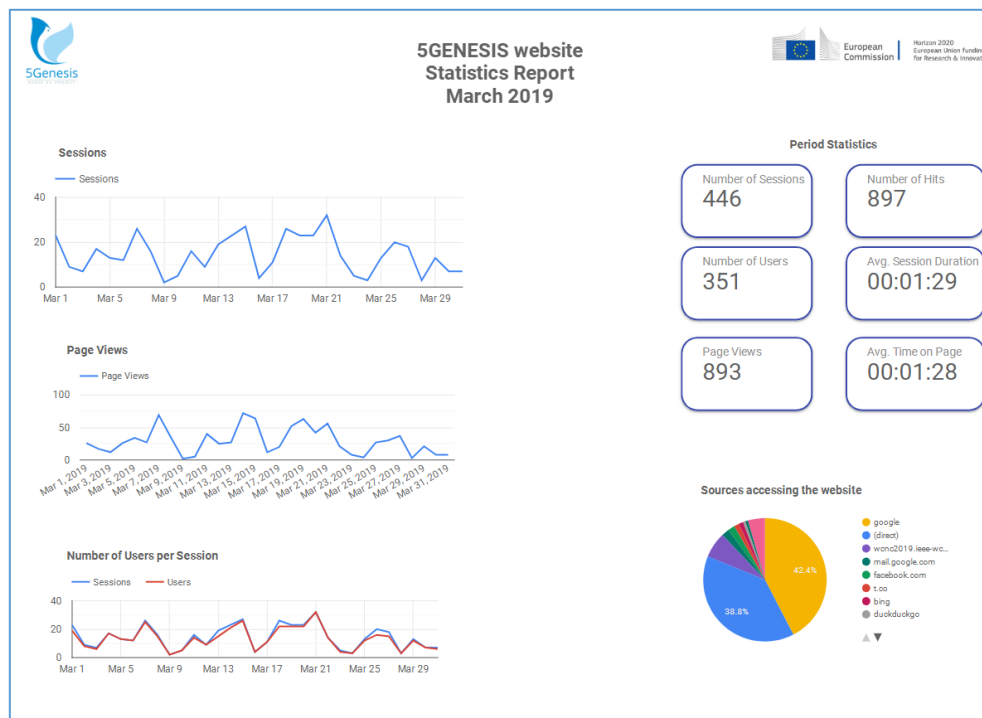 5Genesis
5GENESIS website
Statistics Report
March 2019
European
Commission
Horizon 2020
European Union fundin
for Research & Innovat
Sessions
Sessions
40
20
0
Mar 1
Mar 5
Mar 9
Mar 13
Mar 17
Mar 21
Mar 25
Mar 29
Page Views
Page Views
100
50
0
Mar 1, 2019
Mar 3, 2019
Mar 5, 2019
Mar 7, 2019
Mar 9, 2019
Mar 11, 2019
Mar 13, 2019
Mar 15, 2019
Mar 17, 2019
Mar 19, 2019
Mar 21, 2019
Mar 23, 2019
Mar 25, 2019
Mar 27, 2019
Mar 29, 2019
Mar 31, 2019
Number of Users per Session
Sessions
Users
40
20
0
Mar 1
Mar 5
Mar 9
Mar 13
Mar 17
Mar 21
Mar 25
Mar 29
Period Statistics
Number of Sessions
446
Number of Hits
897
Number of Users
351
Avg. Session Duration
00:01:29
Page Views
893
Avg. Time on Page
00:01:28
Sources accessing the website
42.4%
38.8%
google
(direct)
wcnc2019.ieee-wc...
mail.google.com
facebook.com
t.co
bing
duckduckgo